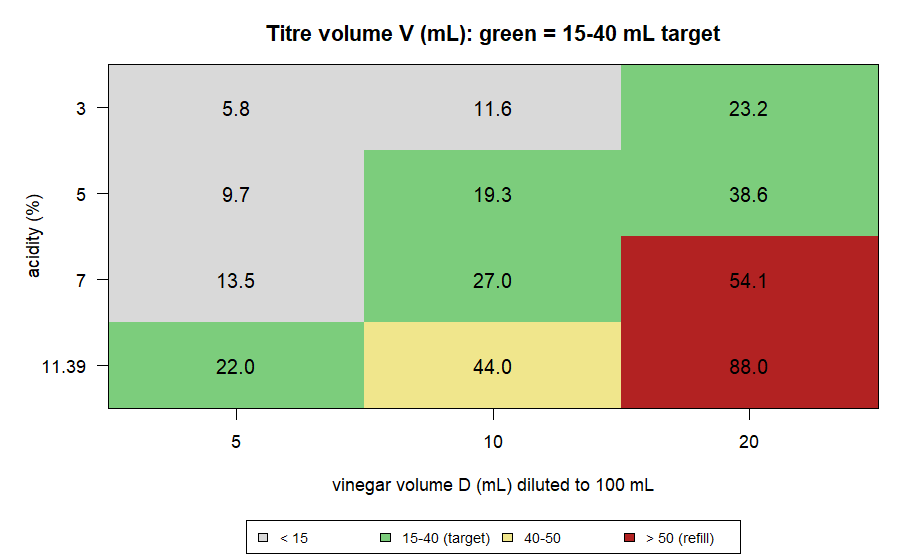 Titre volume V (mL): green = 15-40 mL target
3 5.8 11.6 23.2
5 9.7 19.3 38.6
acidity (%)
7 13.5 27.0 54.1
11.39 22.0 44.0 88.0
5 10 20
vinegar volume D (mL) diluted to 100 mL
< 15 15-40 (target) 40-50 > 50 (refill)